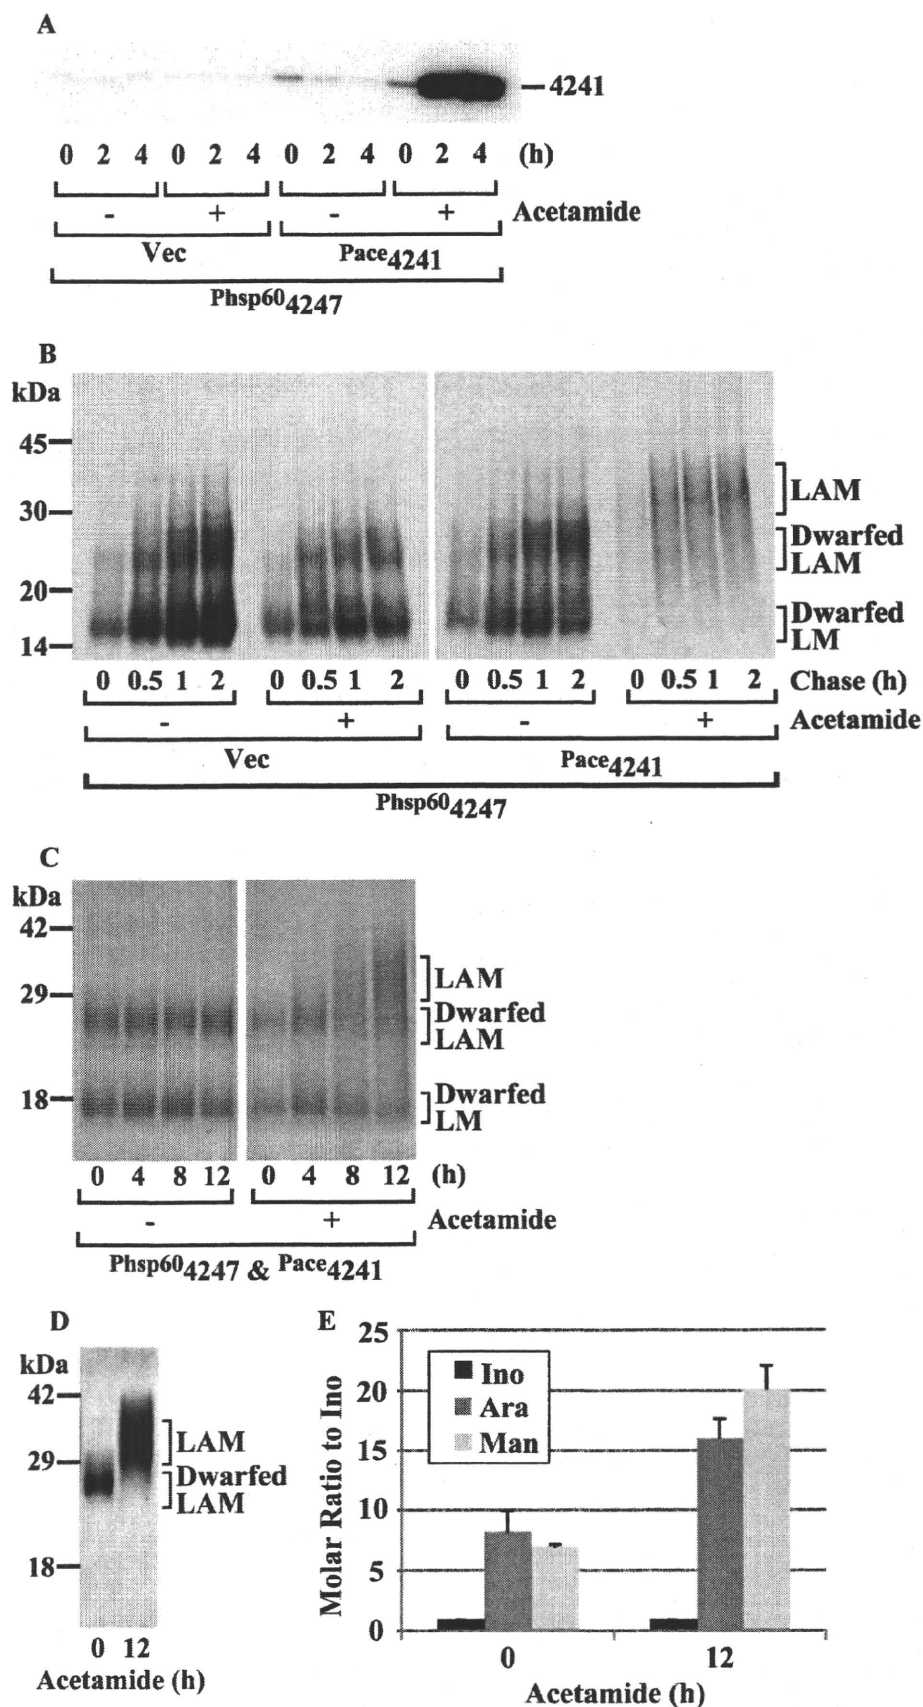 A
4241
0 2 4 0 2 4 0 2 4 0 2 4 (h)
- + - + Acetamide
Vec Pace4241
Phsp604247
B
kDa
45
30
20
14
LAM
Dwarfed
LAM
Dwarfed
LM
0 0.5 1 2 0 0.5 1 2 0 0.5 1 2 0 0.5 1 2 Chase (h)
- + - + Acetamide
Vec Pace4241
Phsp604247
C
kDa
42
29
18
LAM
Dwarfed
LAM
Dwarfed
LM
0 4 8 12 0 4 8 12 (h)
- + Acetamide
Phsp604247 & Pace4241
D
kDa
42
29
18
LAM
Dwarfed
LAM
0 12
Acetamide (h)
E
Molar Ratio to Ino
25
20
15
10
5
0
Ino
Ara
Man
0 12
Acetamide (h)